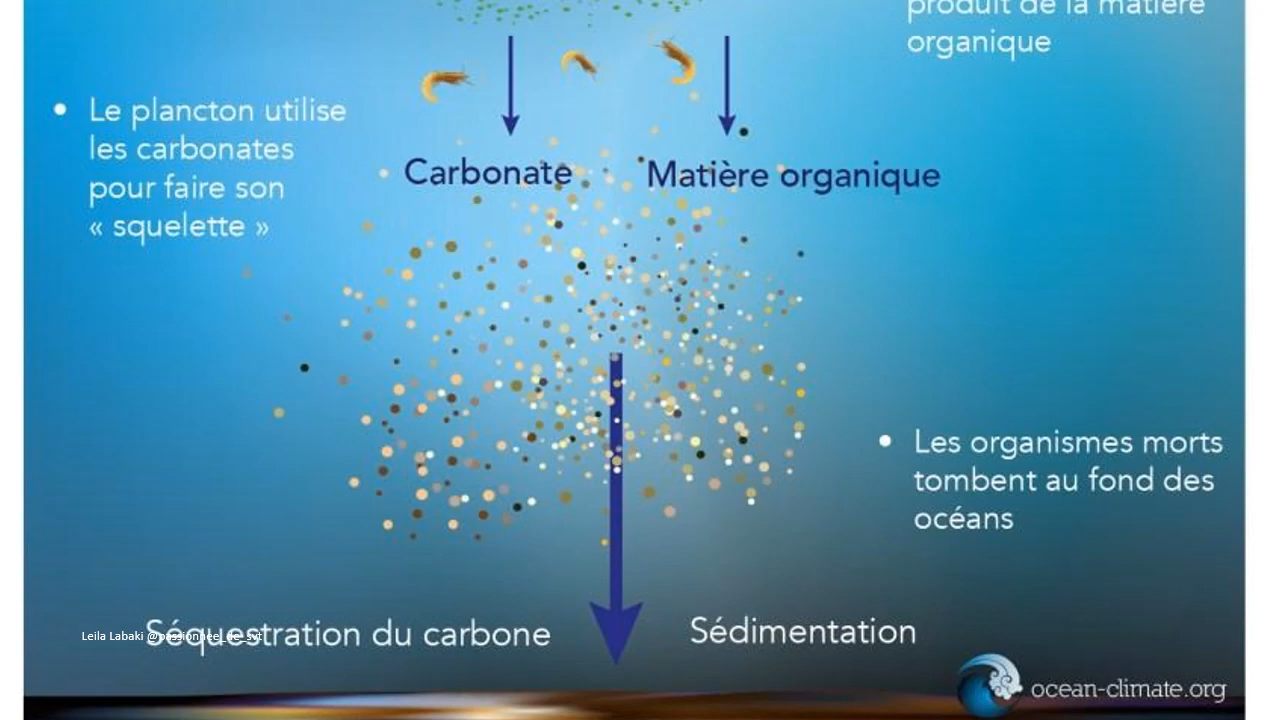 produit de la matière
organique
• Le plancton utilise
les carbonates
pour faire son
« squelette »
Carbonate
Matière organique
• Les organismes morts
tombent au fond des
océans
Séquestration du carbone
Leila Labaki @passionnee_de_svt
Sédimentation
ocean-climate.org